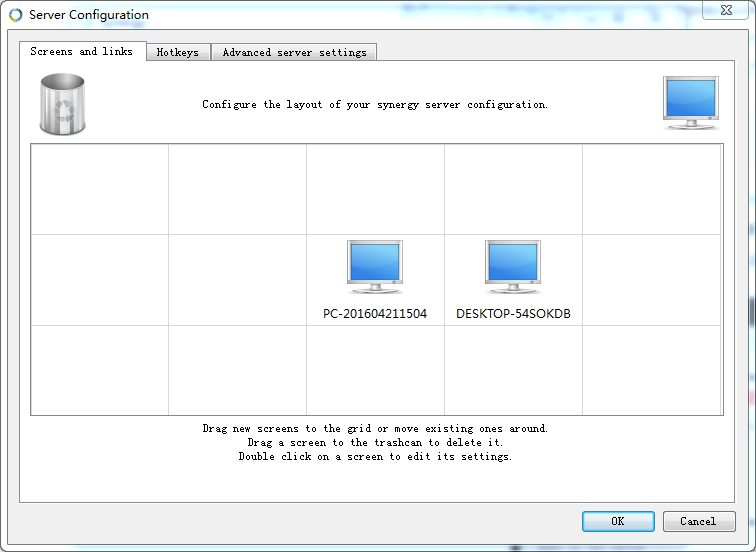 Server Configuration
Screens and links
Hotkeys
Advanced server settings
Configure the layout of your synergy server configuration.
PC-201604211504
DESKTOP-54SOKDB
Drag new screens to the grid or move existing ones around.
Drag a screen to the trashcan to delete it.
Double click on a screen to edit its settings.
OK
Cancel